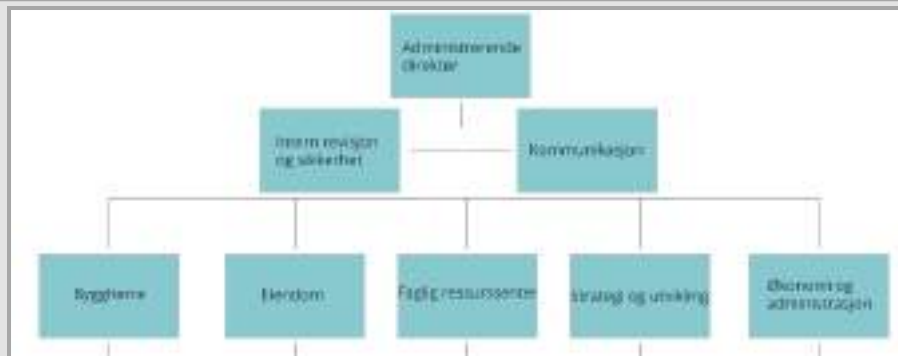 Administrerende
direktør
Intern revisjon
og sikkerhet
Kommunikasjon
Byggherre
Eiendom
Faglig ressurssenter
Strategi og utvikling
Økonomi og
administrasjon